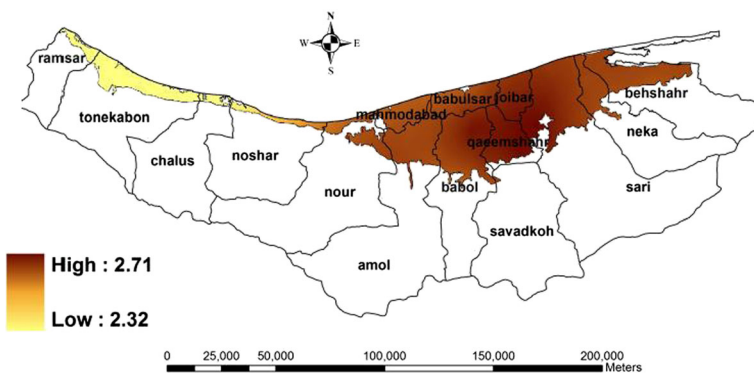 N
W E
S
ramsar
tonekabon
chalus
noshar
nour
mahmodabad
babulsar
joibar
qaeemshahr
behshahr
neka
sari
babol
savadkoh
amol
High : 2.71
Low : 2.32
0 25,000 50,000 100,000 150,000 200,000
Meters